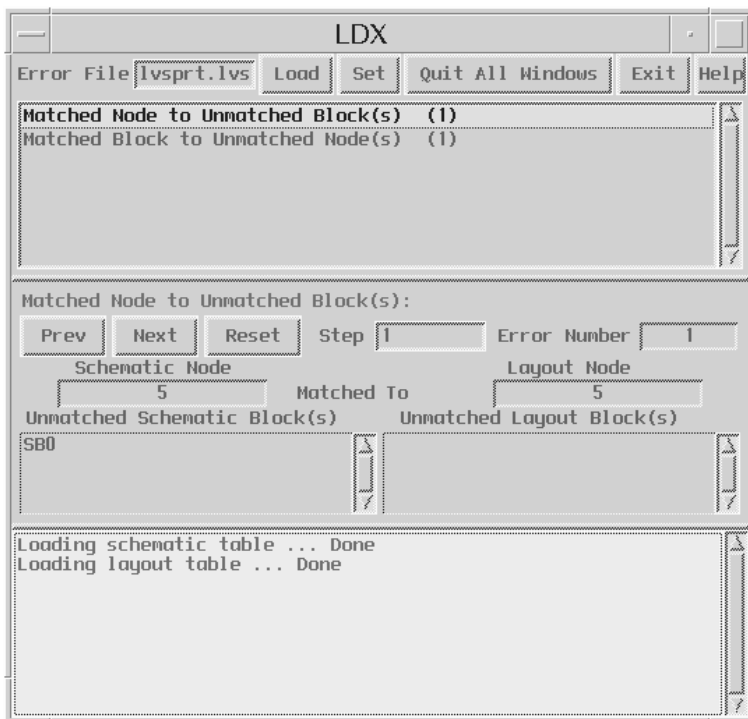 LDX
Error File lvsprt.lvs Load Set Quit All Windows Exit Help
Matched Node to Unmatched Block(s) (1)
Matched Block to Unmatched Node(s) (1)
Matched Node to Unmatched Block(s):
Prev Next Reset Step 1 Error Number 1
Schematic Node Layout Node
5 Matched To 5
Unmatched Schematic Block(s) Unmatched Layout Block(s)
SB0
Loading schematic table ... Done
Loading layout table ... Done